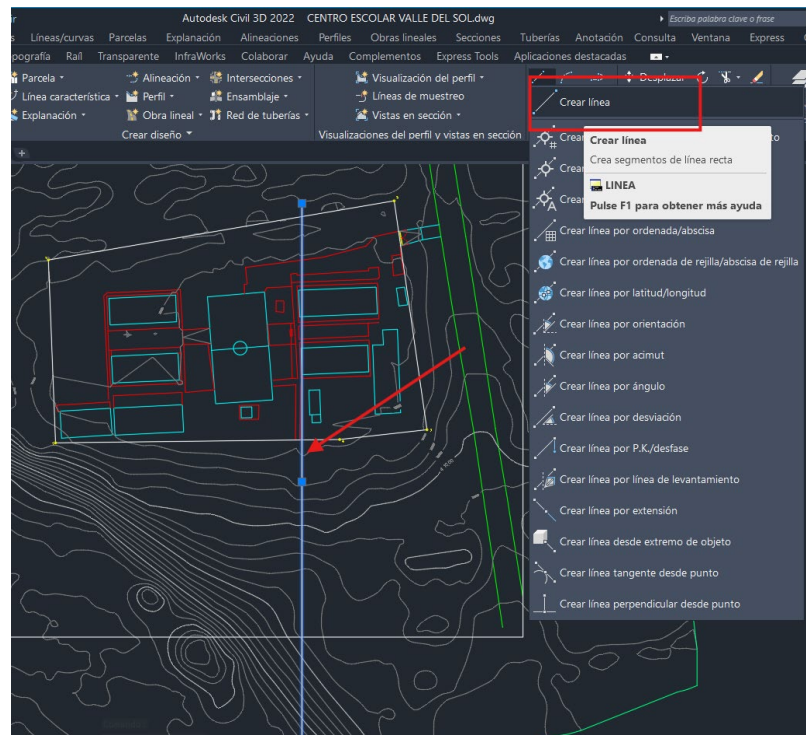 Autodesk Civil 3D 2022 CENTRO ESCOLAR VALLE DEL SOL.dwg
Escriba palabra clave o frase
Líneas/curvas Parcelas Explanación Alineaciones Perfiles Obras lineales Secciones Tuberías Anotación Consulta Ventana Express
Raíl Transparente InfraWorks Colaborar Ayuda Complementos Express Tools Aplicaciones destacadas
Parcela Alineación Intersecciones Visualización del perfil Desplazar
Línea característica Perfil Ensamblaje Líneas de muestreo
Explanación Obra lineal Red de tuberías Vistas en sección
Crear diseño Visualizaciones del perfil y vistas en sección
Crear línea
Crear línea
Crea segmentos de línea recta
LINEA
Pulse F1 para obtener más ayuda
Crear línea por ordenada/abscisa
Crear línea por ordenada de rejilla/abscisa de rejilla
Crear línea por latitud/longitud
Crear línea por orientación
Crear línea por acimut
Crear línea por ángulo
Crear línea por desviación
Crear línea por P.K./desfase
Crear línea por línea de levantamiento
Crear línea por extensión
Crear línea desde extremo de objeto
Crear línea tangente desde punto
Crear línea perpendicular desde punto